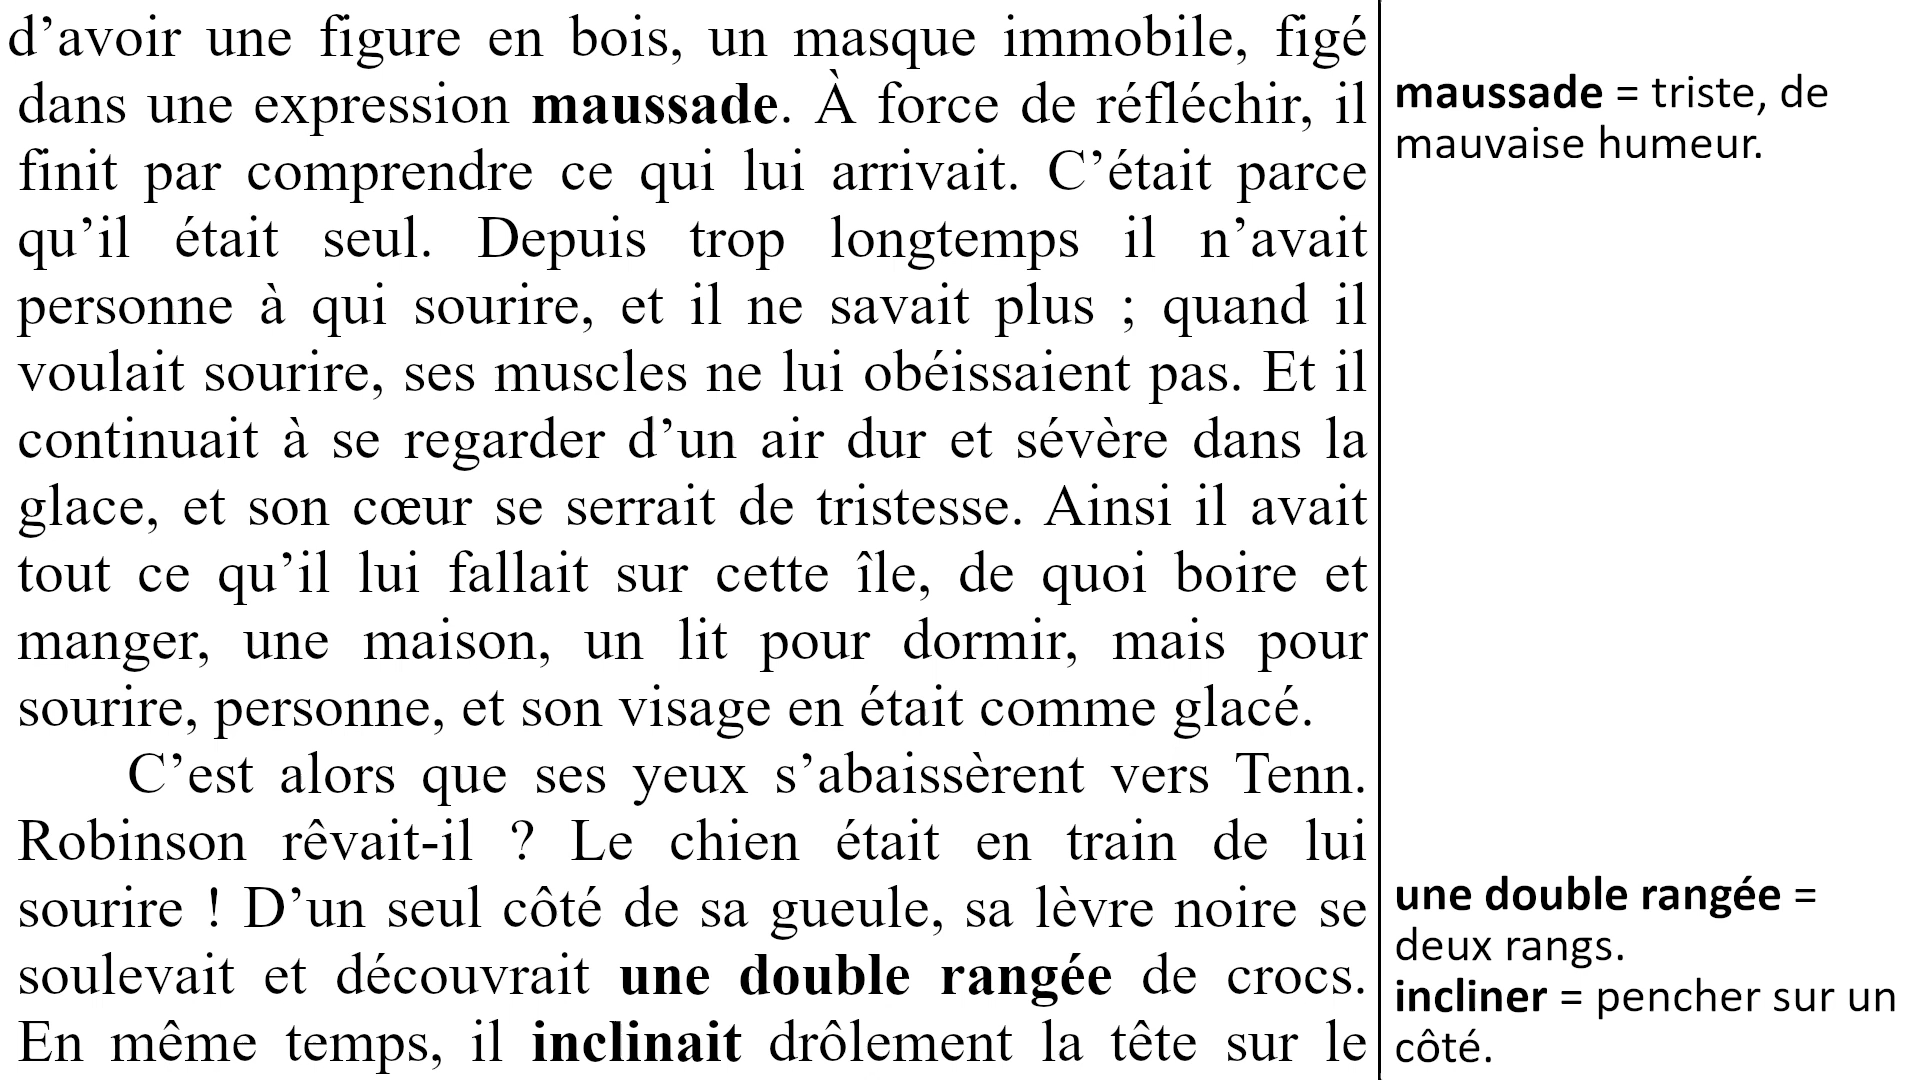 d’avoir une figure en bois, un masque immobile, figé
dans une expression maussade. À force de réfléchir, il
finit par comprendre ce qui lui arrivait. C’était parce
qu’il était seul. Depuis trop longtemps il n’avait
personne à qui sourire, et il ne savait plus ; quand il
voulait sourire, ses muscles ne lui obéissaient pas. Et il
continuait à se regarder d’un air dur et sévère dans la
glace, et son cœur se serrait de tristesse. Ainsi il avait
tout ce qu’il lui fallait sur cette île, de quoi boire et
manger, une maison, un lit pour dormir, mais pour
sourire, personne, et son visage en était comme glacé.
C’est alors que ses yeux s’abaissèrent vers Tenn.
Robinson rêvait-il ? Le chien était en train de lui
sourire ! D’un seul côté de sa gueule, sa lèvre noire se
soulevait et découvrait une double rangée de crocs.
En même temps, il inclinait drôlement la tête sur le
maussade = triste, de
mauvaise humeur.
une double rangée =
deux rangs.
incliner = pencher sur un
côté.